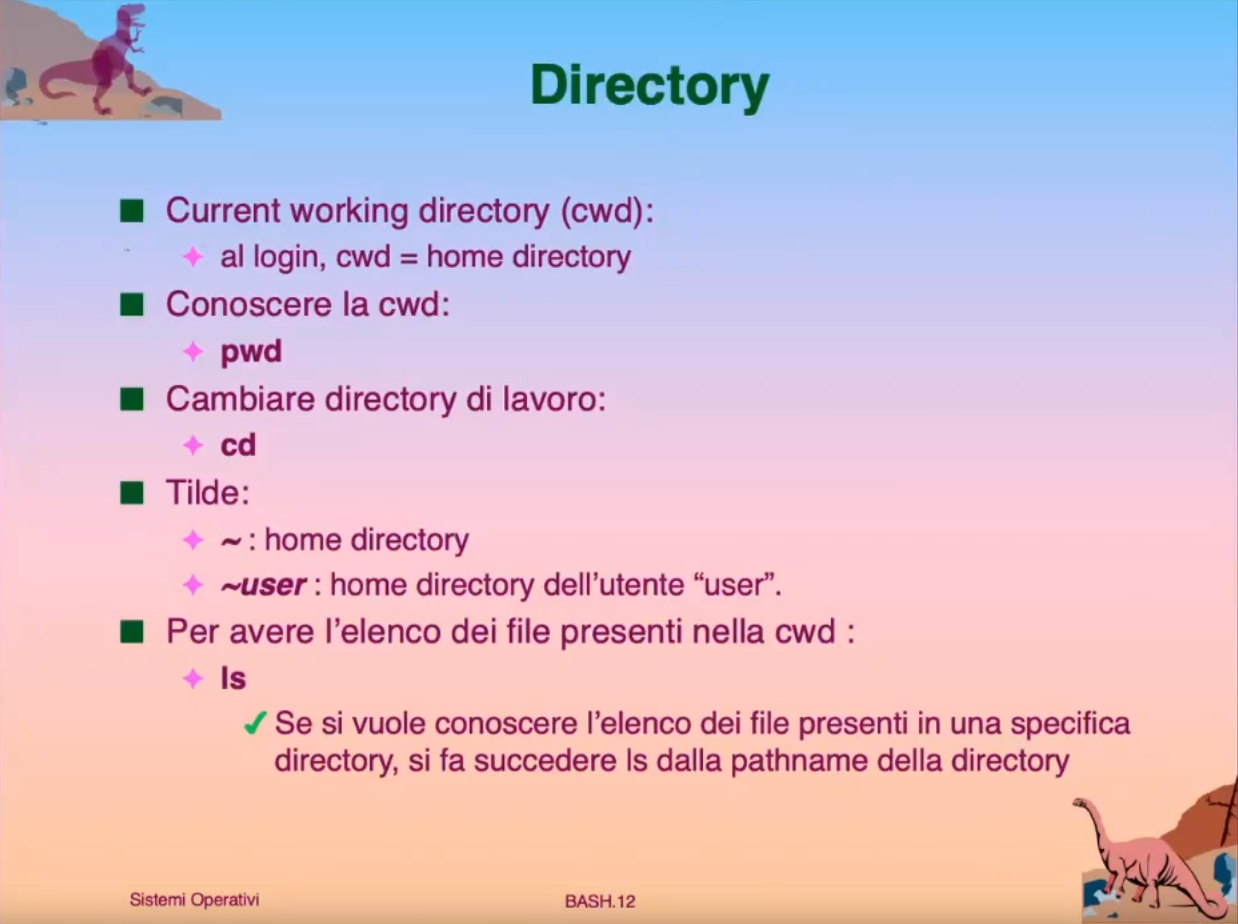 Directory
Current working directory (cwd):
al login, cwd = home directory
Conoscere la cwd:
pwd
Cambiare directory di lavoro:
cd
Tilde:
~ : home directory
~user : home directory dell’utente “user”.
Per avere l’elenco dei file presenti nella cwd :
ls
Se si vuole conoscere l’elenco dei file presenti in una specifica
directory, si fa succedere ls dalla pathname della directory
Sistemi Operativi
BASH.12